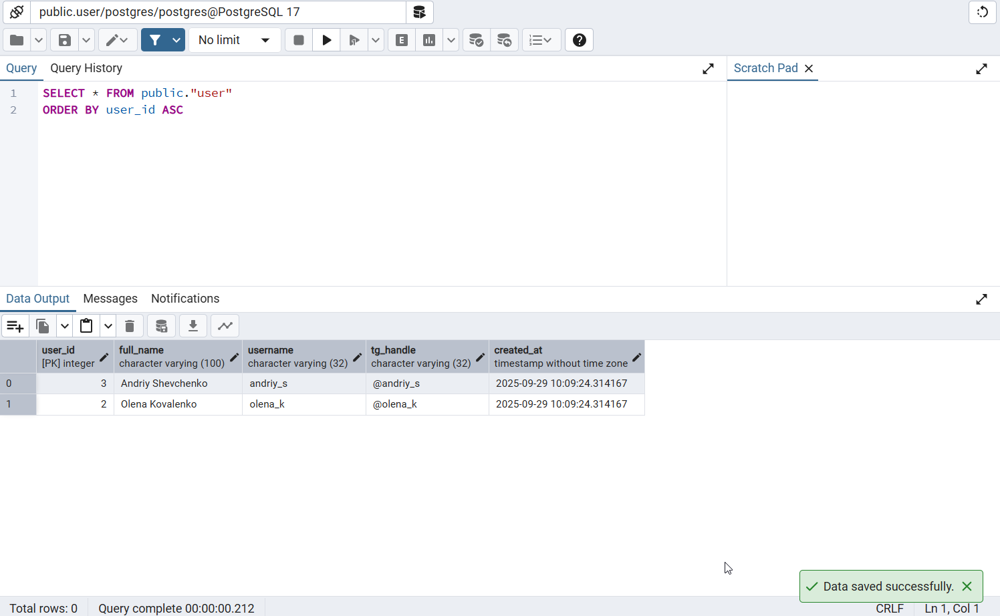 public.user/postgres/postgres@PostgreSQL 17
No limit
E
Query Query History
Scratch Pad
1 SELECT * FROM public."user"
2 ORDER BY user_id ASC
Data Output Messages Notifications
user_id full_name username tg_handle created_at
[PK] integer character varying (100) character varying (32) character varying (32) timestamp without time zone
0 3 Andriy Shevchenko andriy_s @andriy_s 2025-09-29 10:09:24.314167
1 2 Olena Kovalenko olena_k @olena_k 2025-09-29 10:09:24.314167
Data saved successfully.
Total rows: 0 Query complete 00:00:00.212 CRLF Ln 1, Col 1